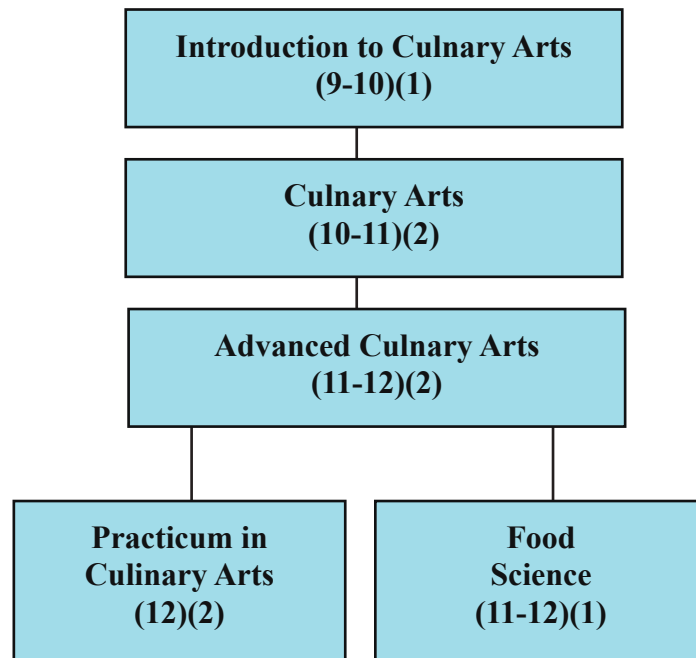 Introduction to Culnary Arts
(9-10)(1)
Culnary Arts
(10-11)(2)
Advanced Culnary Arts
(11-12)(2)
Practicum in
Culinary Arts
(12)(2)
Food
Science
(11-12)(1)